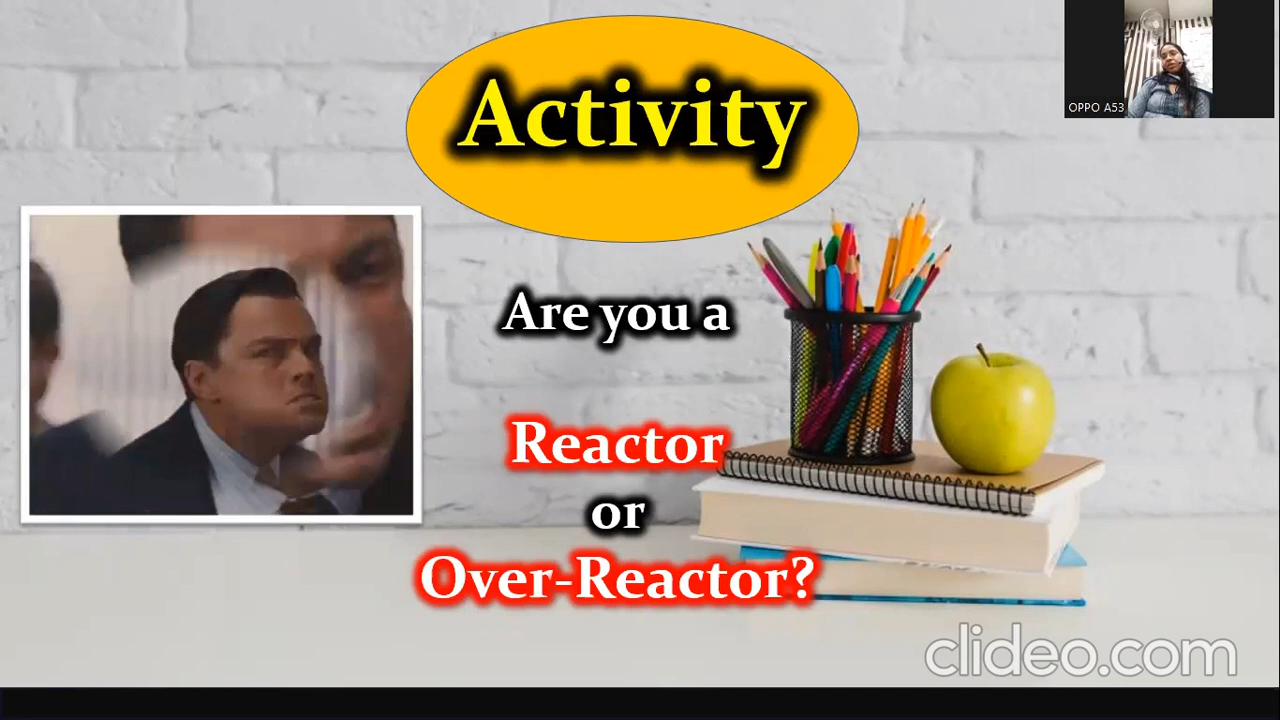 Activity
OPPO A53
Are you a
Reactor
or
Over-Reactor?
clideo.com